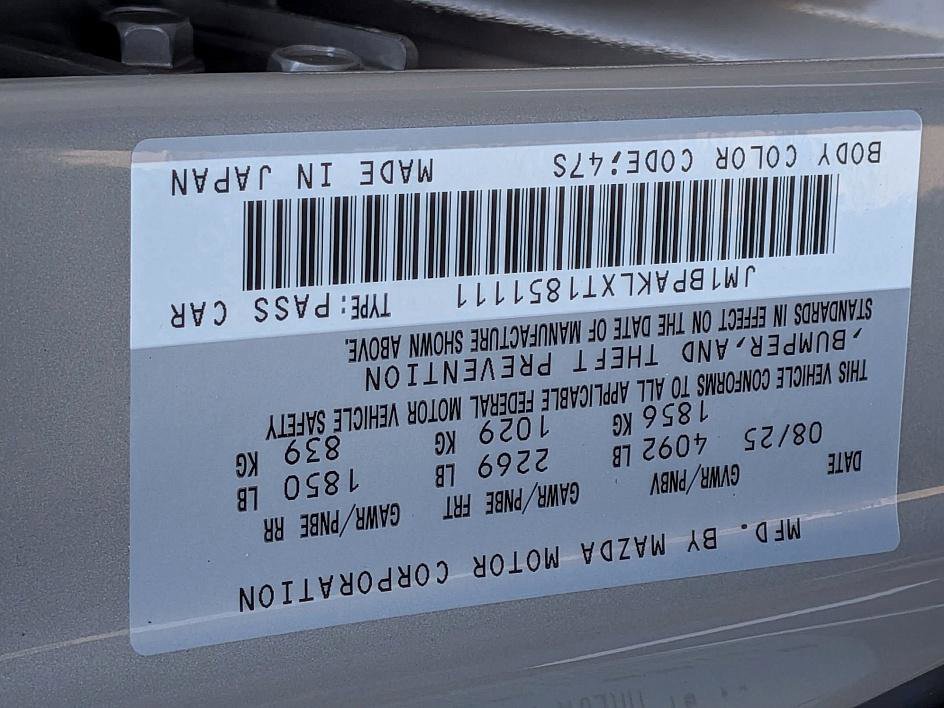 MFD. BY MAZDA MOTOR CORPORATION
DATE GVWR/PNBV GAWR/PNBE FRT GAWR/PNBE RR
08/25 4092 LB 2269 LB 1850 LB
1856 KG 1029 KG 839 KG
THIS VEHICLE CONFORMS TO ALL APPLICABLE FEDERAL MOTOR VEHICLE SAFETY
,BUMPER,AND THEFT PREVENTION
STANDARDS IN EFFECT ON THE DATE OF MANUFACTURE SHOWN ABOVE.
JM1BPAKLXT1851111 TYPE:PASS CAR
BODY COLOR CODE:47S MADE IN JAPAN